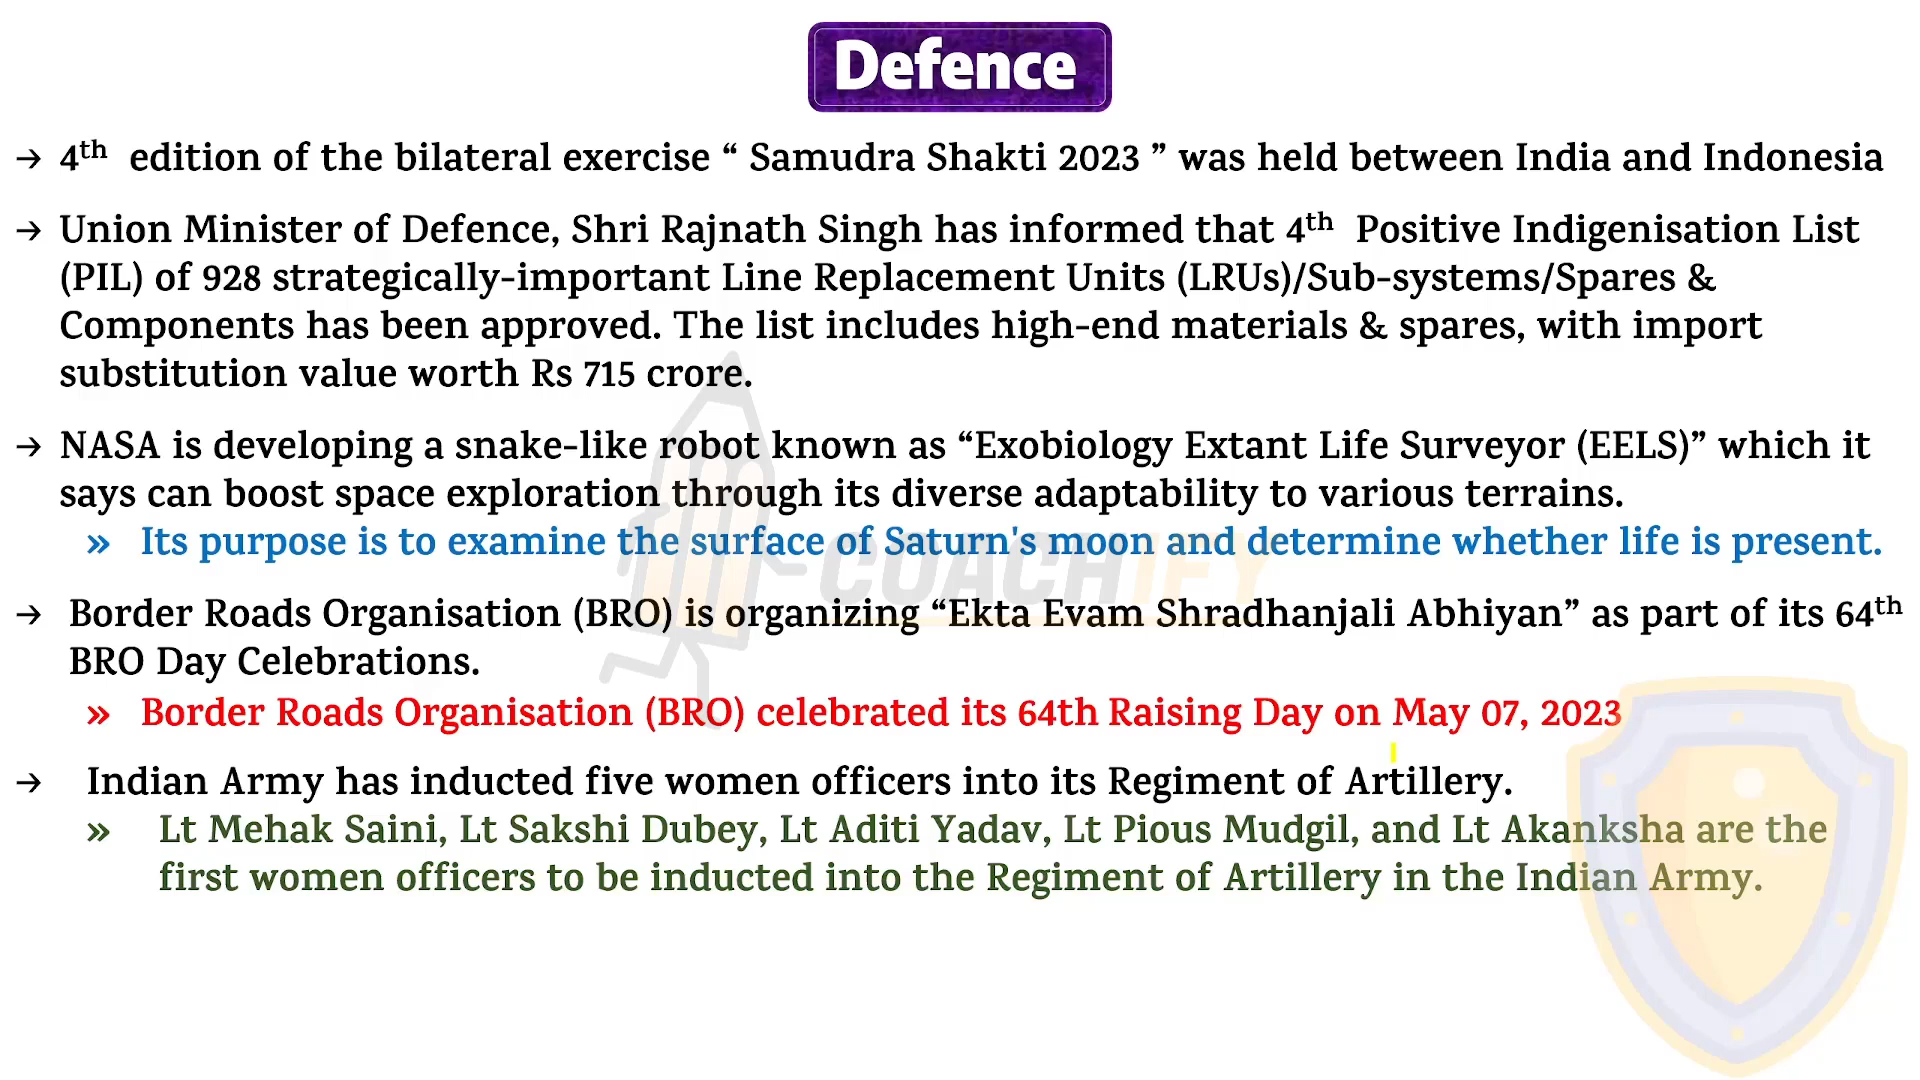 Defence
→ 4th edition of the bilateral exercise “ Samudra Shakti 2023 ” was held between India and Indonesia
→ Union Minister of Defence, Shri Rajnath Singh has informed that 4th Positive Indigenisation List
(PIL) of 928 strategically-important Line Replacement Units (LRUs)/Sub-systems/Spares &
Components has been approved. The list includes high-end materials & spares, with import
substitution value worth Rs 715 crore.
→ NASA is developing a snake-like robot known as “Exobiology Extant Life Surveyor (EELS)” which it
says can boost space exploration through its diverse adaptability to various terrains.
» Its purpose is to examine the surface of Saturn's moon and determine whether life is present.
COACHIFY
→ Border Roads Organisation (BRO) is organizing “Ekta Evam Shradhanjali Abhiyan” as part of its 64th
BRO Day Celebrations.
» Border Roads Organisation (BRO) celebrated its 64th Raising Day on May 07, 2023
→ Indian Army has inducted five women officers into its Regiment of Artillery.
» Lt Mehak Saini, Lt Sakshi Dubey, Lt Aditi Yadav, Lt Pious Mudgil, and Lt Akanksha are the
first women officers to be inducted into the Regiment of Artillery in the Indian Army.